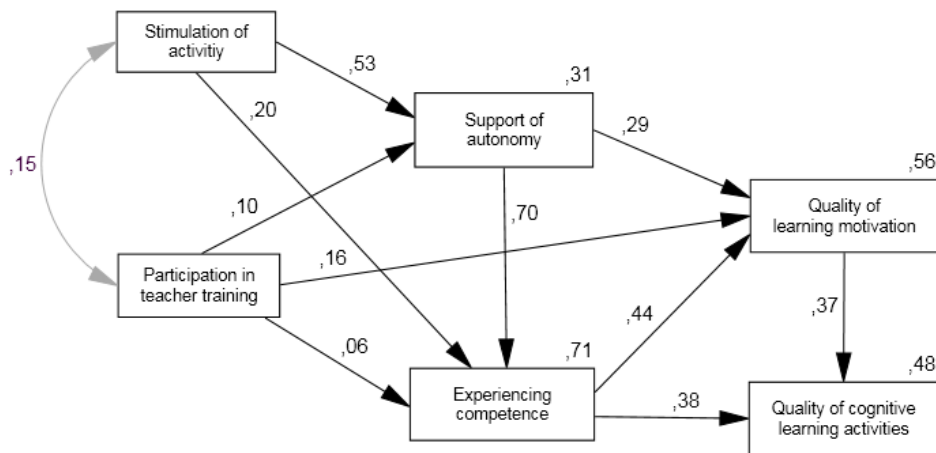 Stimulation of
activitiy
,53
,31
,20
Support of
autonomy
,29
,15
,56
,10
,70
Quality of
learning motivation
,16
Participation in
teacher training
,44
,37
,06
,71
,48
Experiencing
competence
,38
Quality of cognitive
learning activities